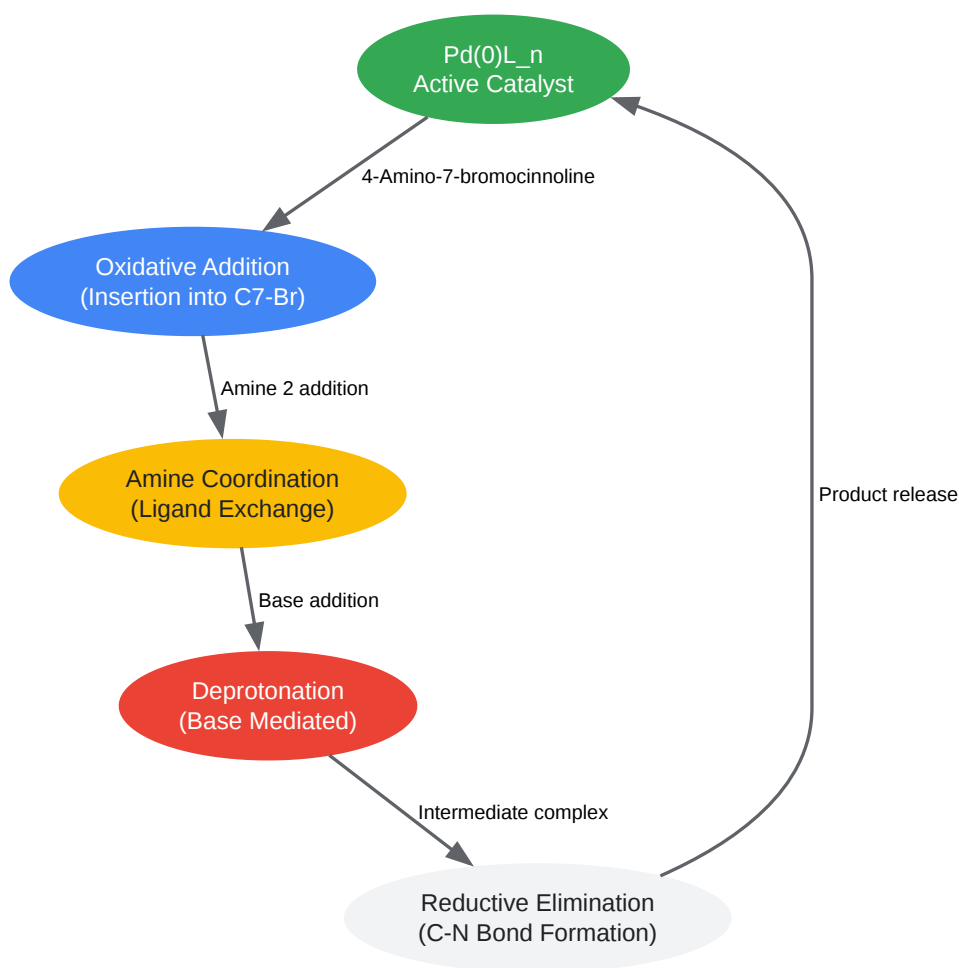 Pd(0)L_n
Active Catalyst
4-Amino-7-bromocinnoline
Oxidative Addition
(Insertion into C7-Br)
Amine 2 addition
Amine Coordination
(Ligand Exchange)
Product release
Base addition
Deprotonation
(Base Mediated)
Intermediate complex
Reductive Elimination
(C-N Bond Formation)